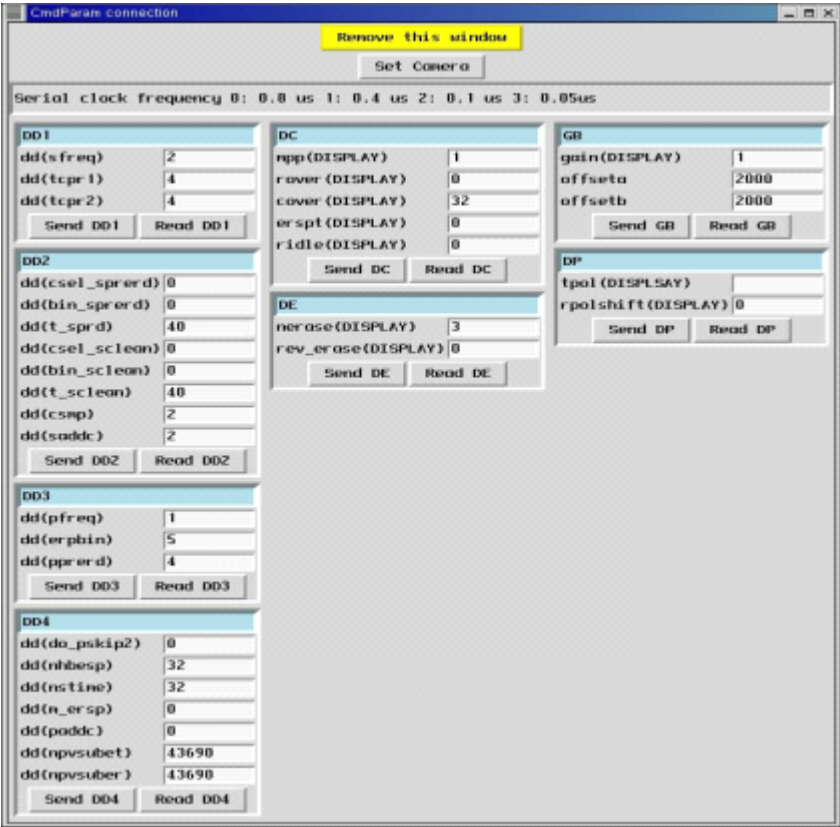 CmdParam connection
Remove this window
Set Camera
Serial clock frequency 0: 0.8 us 1: 0.4 us 2: 0.1 us 3: 0.05us
DD1
dd(sfreq) 2
dd(tcpr1) 4
dd(tcpr2) 4
Send DD1 Read DD1
DD2
dd(csel_sprerd) 0
dd(bin_sprerd) 0
dd(t_sprd) 40
dd(csel_sclean) 0
dd(bin_sclean) 0
dd(t_sclean) 40
dd(csmp) 2
dd(saddc) 2
Send DD2 Read DD2
DD3
dd(pfreq) 1
dd(erpbin) 5
dd(pprerd) 4
Send DD3 Read DD3
DD4
dd(do_pskip2) 0
dd(nhbesp) 32
dd(nstime) 32
dd(m_ersp) 0
dd(paddc) 0
dd(npvsubet) 43690
dd(npvsuber) 43690
Send DD4 Read DD4
DC
mpp(DISPLAY) 1
rover(DISPLAY) 0
cover(DISPLAY) 32
erspt(DISPLAY) 0
ridle(DISPLAY) 0
Send DC Read DC
DE
nerase(DISPLAY) 3
rev_erase(DISPLAY) 0
Send DE Read DE
GB
gain(DISPLAY) 1
offseta 2000
offsetb 2000
Send GB Read GB
DP
tpol(DISPLSAY)
rpolshift(DISPLAY) 0
Send DP Read DP